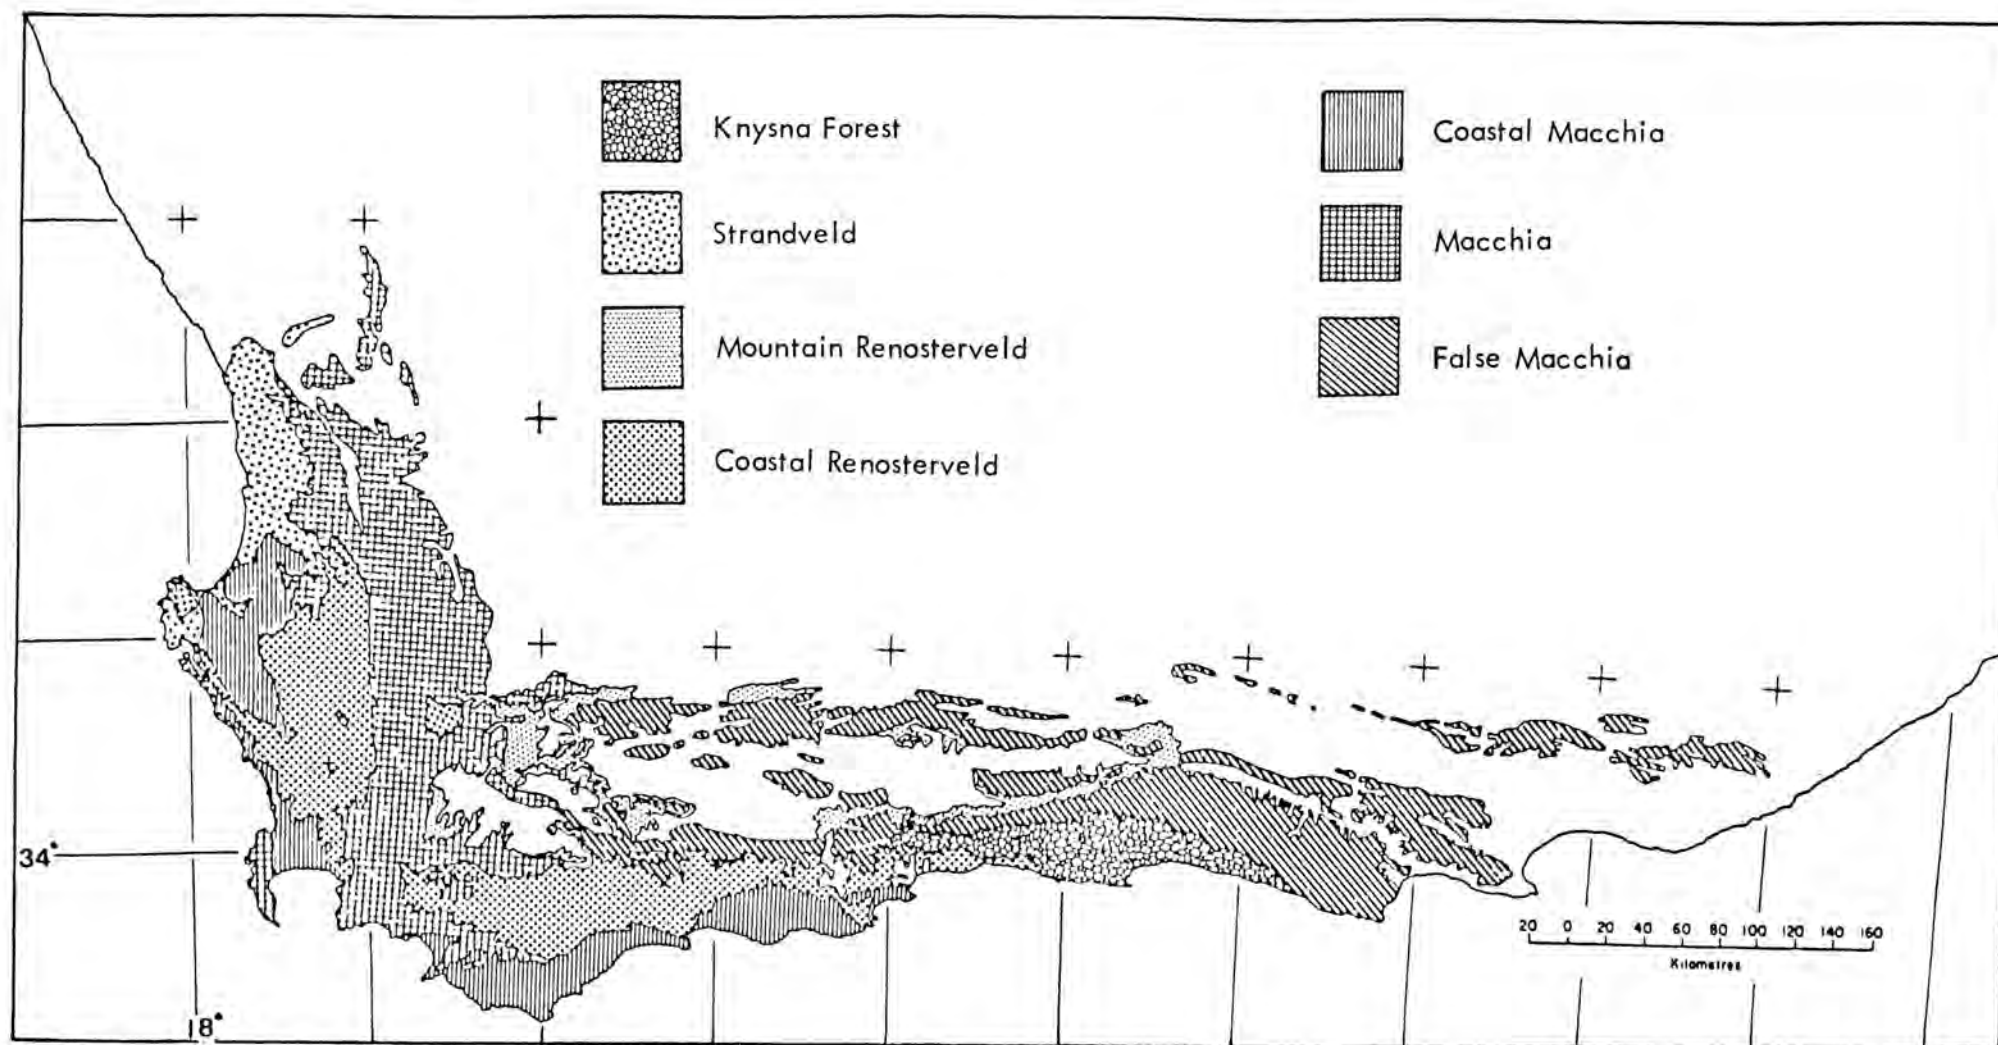 Knysna Forest
Strandveld
Mountain Renosterveld
Coastal Renosterveld
Coastal Macchia
Macchia
False Macchia
34°
18°
20 0 20 40 60 80 100 120 140 160
Kilometres